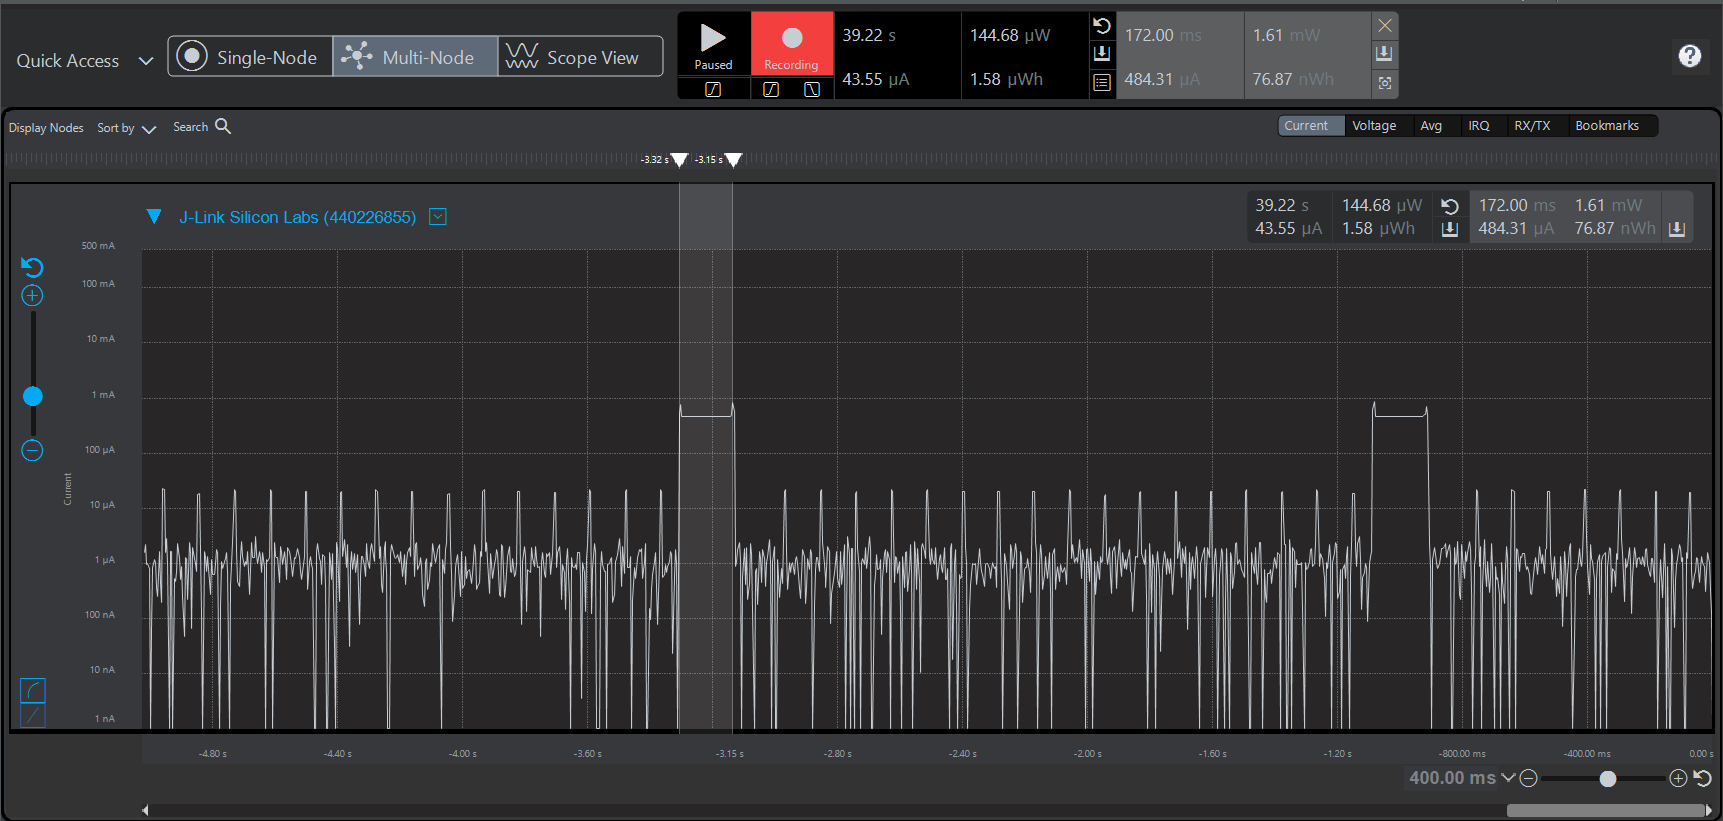 Quick Access
Single-Node
Multi-Node
Scope View
Paused
Recording
39.22 s
144.68 µW
43.55 µA
1.58 µWh
172.00 ms
1.61 mW
484.31 µA
76.87 nWh
?
Display Nodes
Sort by
Search
Current
Voltage
Avg
IRQ
RX/TX
Bookmarks
-3.32 s
-3.15 s
J-Link Silicon Labs (440226855)
39.22 s
144.68 µW
172.00 ms
1.61 mW
43.55 µA
1.58 µWh
484.31 µA
76.87 nWh
500 mA
100 mA
10 mA
1 mA
100 µA
10 µA
1 µA
100 nA
10 nA
1 nA
Current
-4.80 s
-4.40 s
-4.00 s
-3.60 s
-3.15 s
-2.80 s
-2.40 s
-2.00 s
-1.60 s
-1.20 s
-800.00 ms
-400.00 ms
0.00 s
400.00 ms